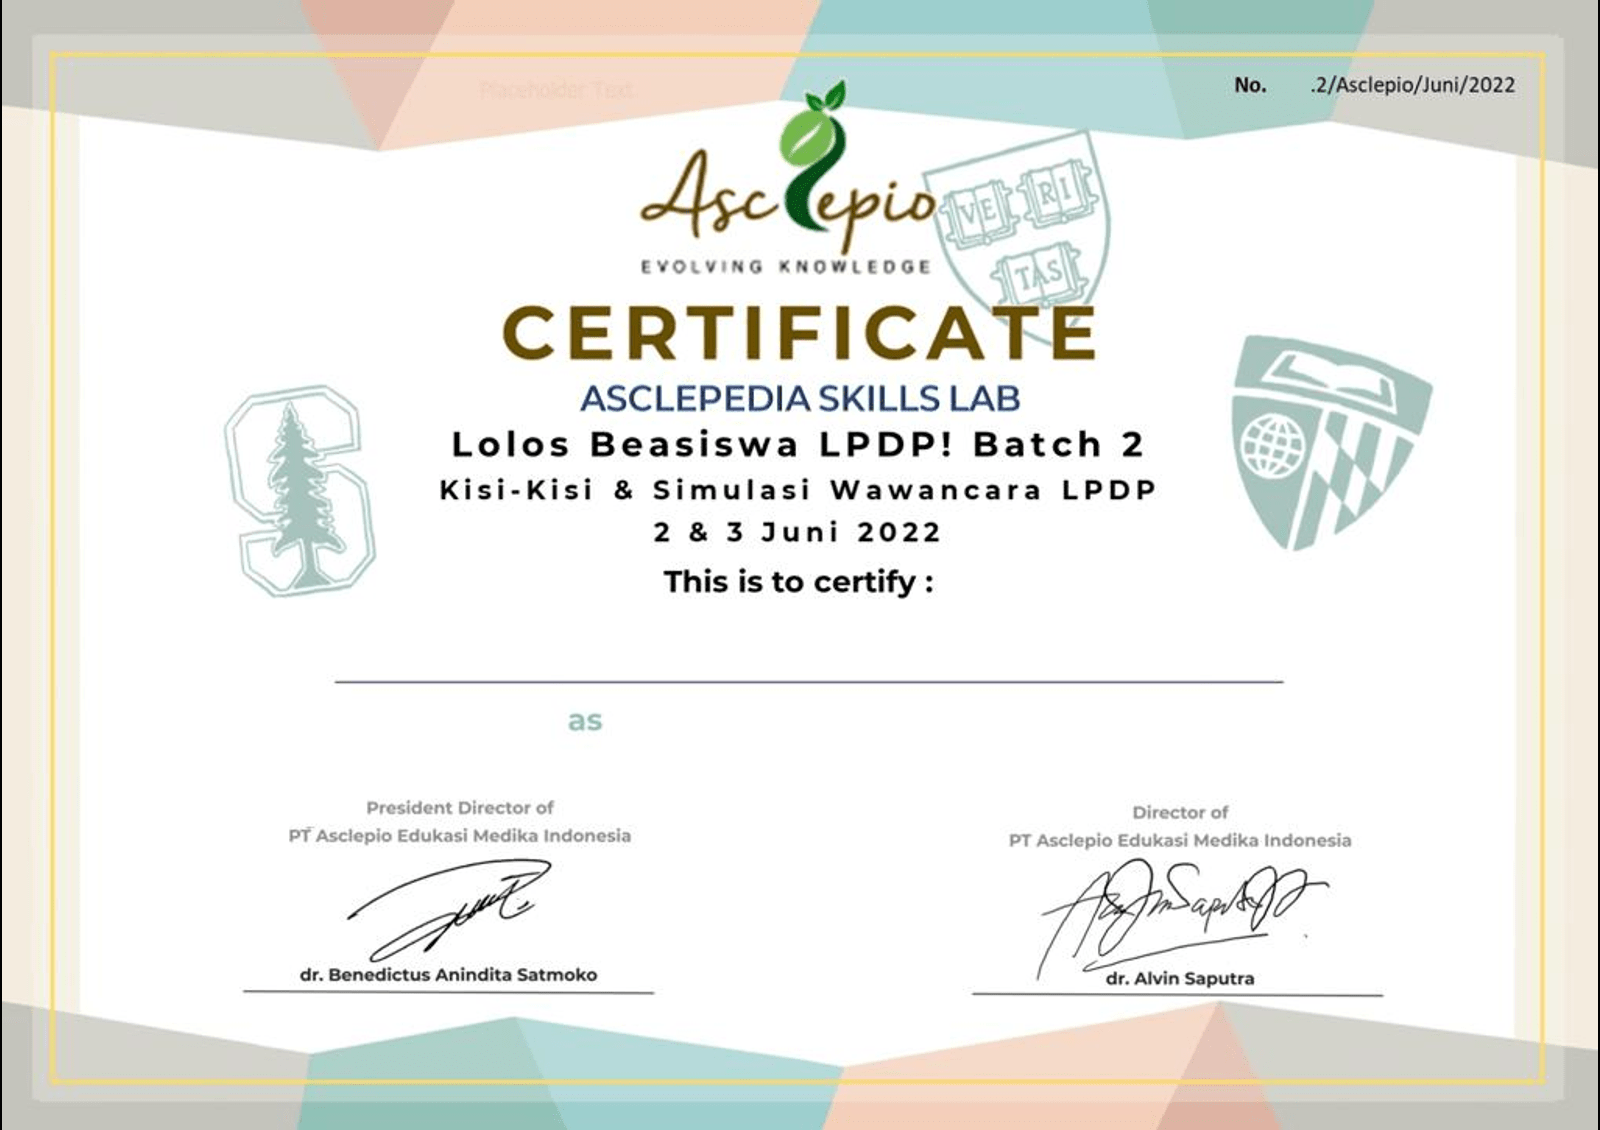 Placeholder Text
No. .2/Asclepio/Juni/2022
Asclepio
EVOLVING KNOWLEDGE
VE RI
TAS
CERTIFICATE
ASCLEPEDIA SKILLS LAB
Lolos Beasiswa LPDP! Batch 2
Kisi-Kisi & Simulasi Wawancara LPDP
2 & 3 Juni 2022
This is to certify :
S
as
President Director of
PT Asclepio Edukasi Medika Indonesia
dr. Benedictus Anindita Satmoko
Director of
PT Asclepio Edukasi Medika Indonesia
dr. Alvin Saputra